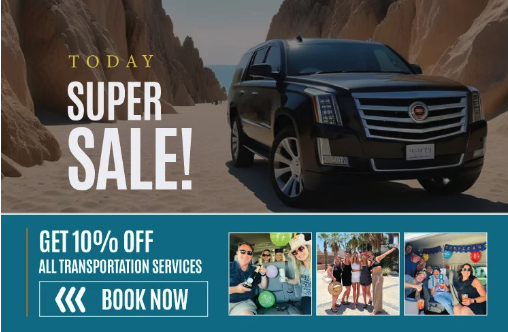 TODAY
SUPER
SALE!
GET 10% OFF
ALL TRANSPORTATION SERVICES
BOOK NOW